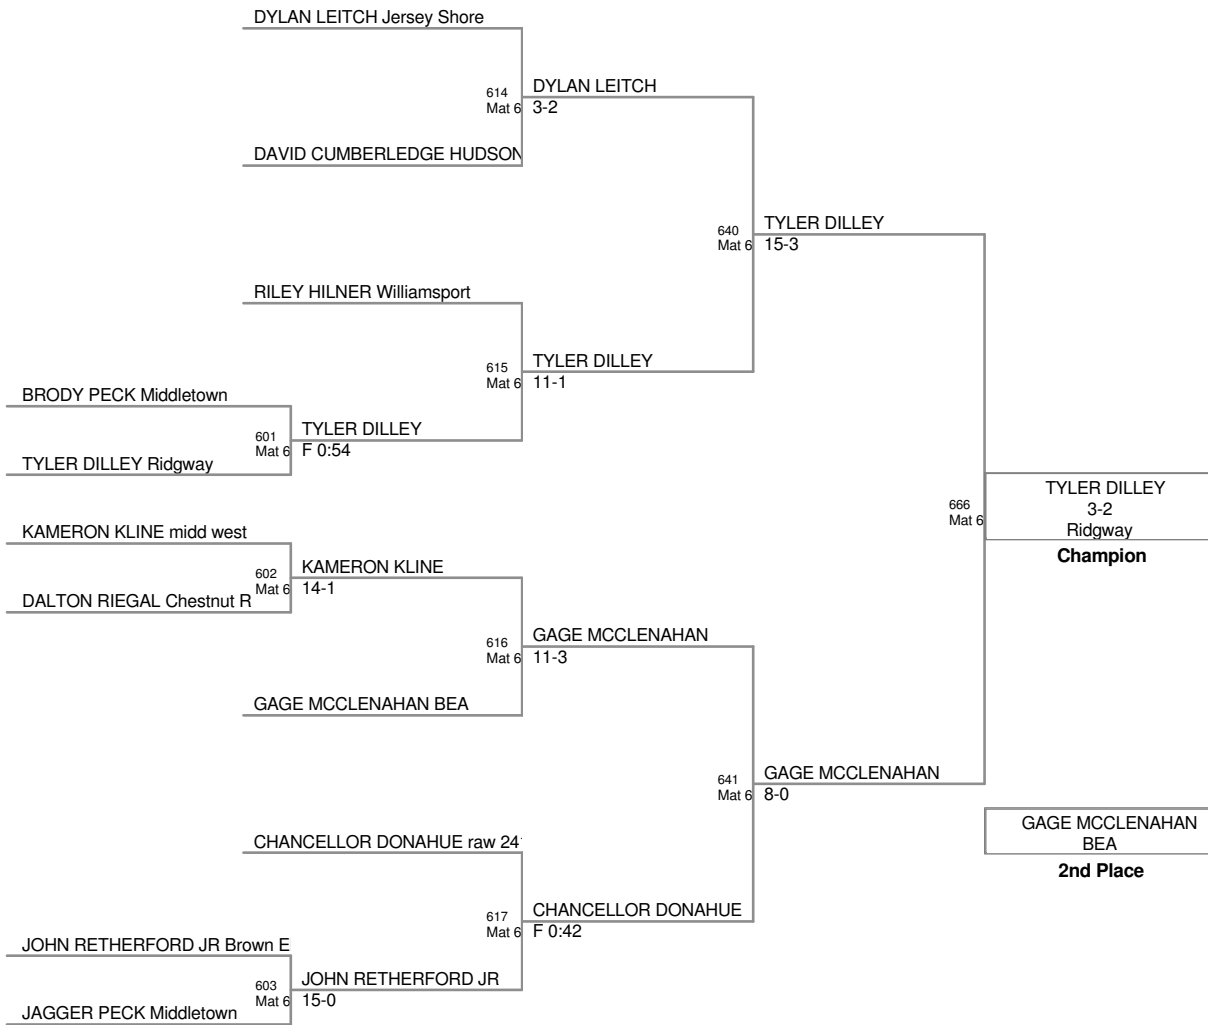 DYLAN LEITCH Jersey Shore
614
Mat 6
DYLAN LEITCH
3-2
DAVID CUMBERLEDGE HUDSON
640
Mat 6
TYLER DILLEY
15-3
RILEY HILNER Williamsport
615
Mat 6
TYLER DILLEY
11-1
BRODY PECK Middletown
601
Mat 6
TYLER DILLEY
F 0:54
TYLER DILLEY Ridgway
666
Mat 6
TYLER DILLEY
3-2
Ridgway
Champion
KAMERON KLINE midd west
602
Mat 6
KAMERON KLINE
14-1
DALTON RIEGAL Chestnut R
616
Mat 6
GAGE MCCLENAHAN
11-3
GAGE MCCLENAHAN BEA
641
Mat 6
GAGE MCCLENAHAN
8-0
GAGE MCCLENAHAN
BEA
2nd Place
CHANCELLOR DONAHUE raw 24
617
Mat 6
CHANCELLOR DONAHUE
F 0:42
JOHN RETHERFORD JR Brown E
603
Mat 6
JOHN RETHERFORD JR
15-0
JAGGER PECK Middletown